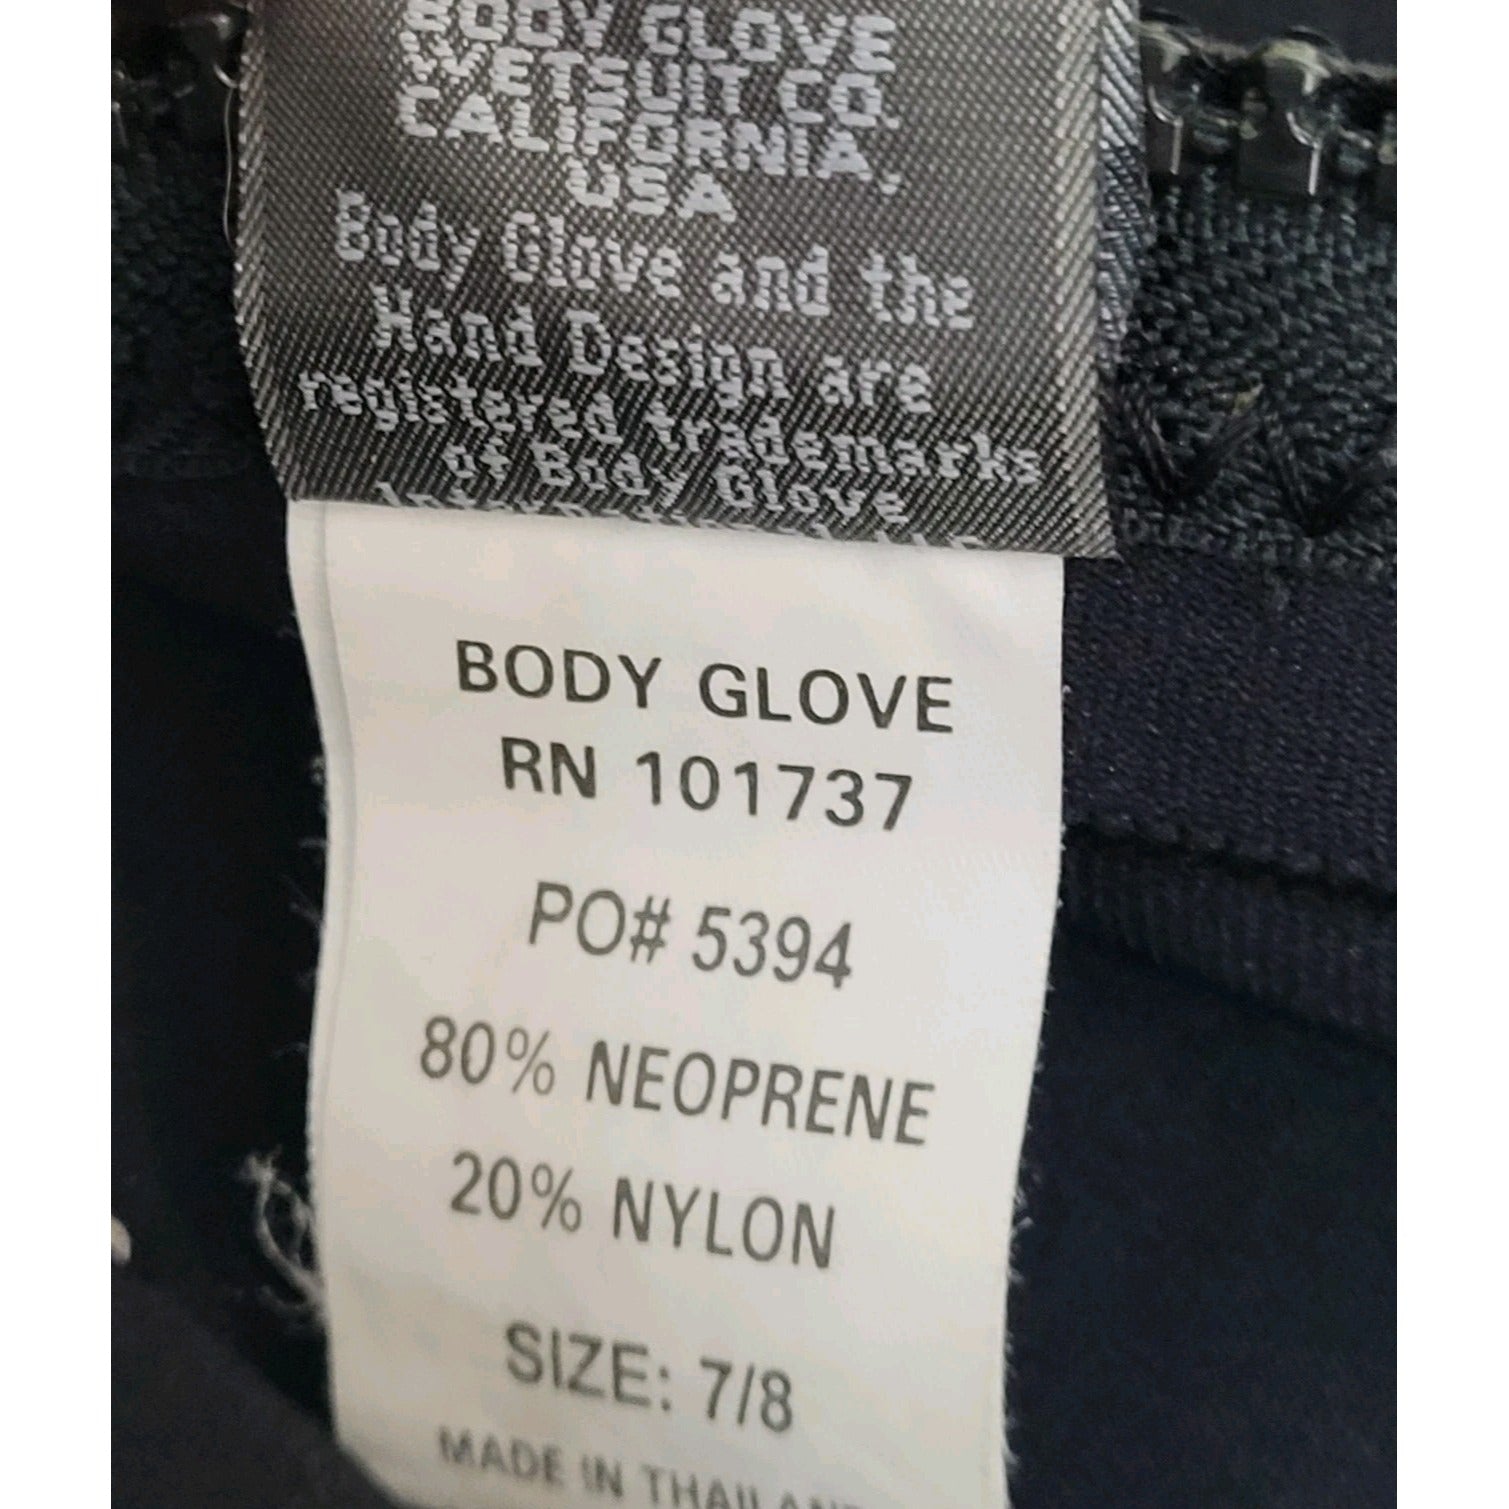 BODY GLOVE
WETSUIT CO.
CALIFORNIA,
USA
Body Glove and the
Hand Design are
registered trademarks
of Body Glove
BODY GLOVE
RN 101737
PO# 5394
80% NEOPRENE
20% NYLON
SIZE: 7/8
MADE IN THAILAND